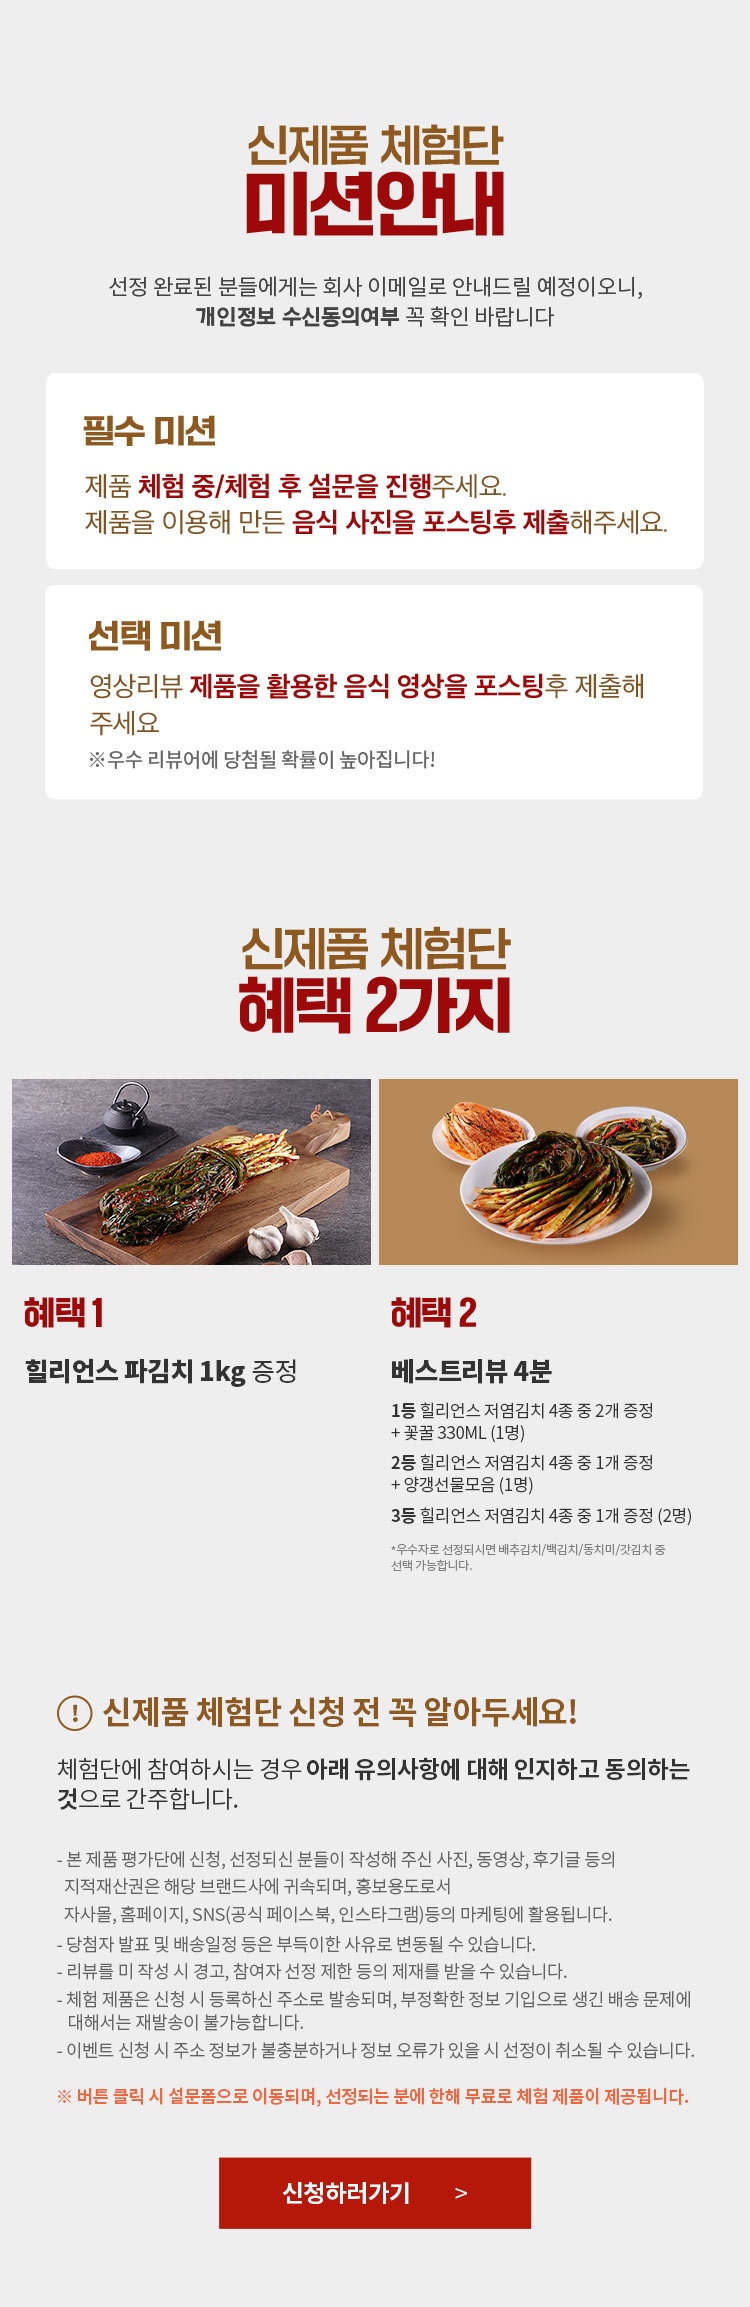 신제품 체험단
미션안내
선정 완료된 분들에게는 회사 이메일로 안내드릴 예정이오니,
개인정보 수신동의여부 꼭 확인 바랍니다
필수 미션
제품 체험 중/체험 후 설문을 진행주세요.
제품을 이용해 만든 음식 사진을 포스팅후 제출해주세요.
선택 미션
영상리뷰 제품을 활용한 음식 영상을 포스팅후 제출해
주세요
※우수 리뷰어에 당첨될 확률이 높아집니다!
신제품 체험단
혜택 2가지
혜택 1
힐리언스 파김치 1kg 증정
혜택 2
베스트리뷰 4분
1등 힐리언스 저염김치 4종 중 2개 증정
+ 꽃꿀 330ML (1명)
2등 힐리언스 저염김치 4종 중 1개 증정
+ 양갱선물모음 (1명)
3등 힐리언스 저염김치 4종 중 1개 증정 (2명)
*우수자로 선정되시면 배추김치/백김치/동치미/갓김치 중
선택 가능합니다.
! 신제품 체험단 신청 전 꼭 알아두세요!
체험단에 참여하시는 경우 아래 유의사항에 대해 인지하고 동의하는
것으로 간주합니다.
- 본 제품 평가단에 신청, 선정되신 분들이 작성해 주신 사진, 동영상, 후기글 등의
지적재산권은 해당 브랜드사에 귀속되며, 홍보용도로서
자사몰, 홈페이지, SNS(공식 페이스북, 인스타그램)등의 마케팅에 활용됩니다.
- 당첨자 발표 및 배송일정 등은 부득이한 사유로 변동될 수 있습니다.
- 리뷰를 미 작성 시 경고, 참여자 선정 제한 등의 제재를 받을 수 있습니다.
- 체험 제품은 신청 시 등록하신 주소로 발송되며, 부정확한 정보 기입으로 생긴 배송 문제에
대해서는 재발송이 불가능합니다.
- 이벤트 신청 시 주소 정보가 불충분하거나 정보 오류가 있을 시 선정이 취소될 수 있습니다.
※ 버튼 클릭 시 설문폼으로 이동되며, 선정되는 분에 한해 무료로 체험 제품이 제공됩니다.
신청하러가기 >